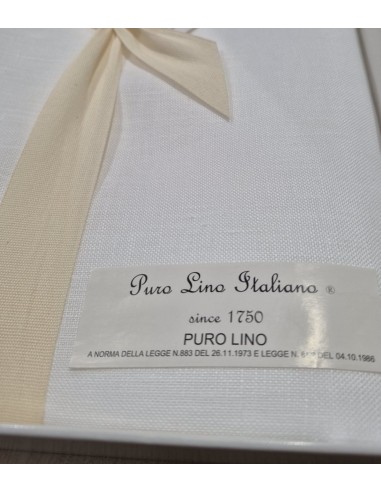 Puro Lino Italiano ®
since 1750
PURO LINO
A NORMA DELLA LEGGE N.883 DEL 26.11.1973 E LEGGE N. DEL 04.10.1986